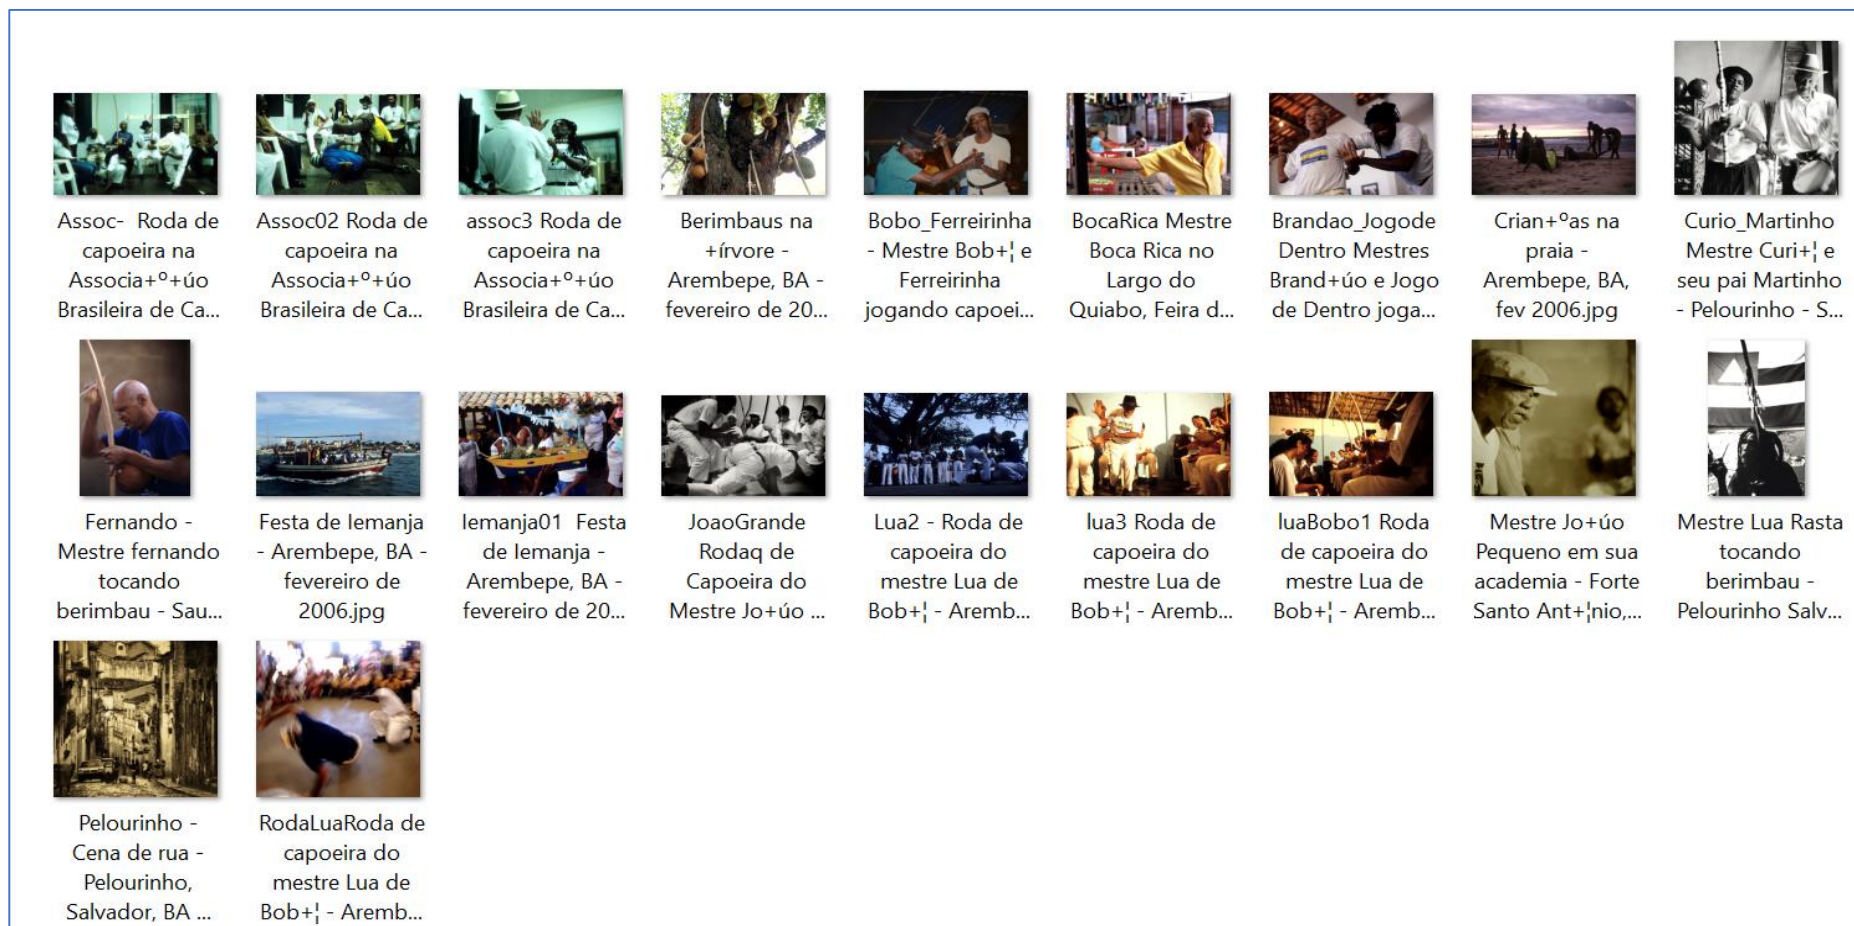 Assoc-  Roda de
capoeira na
Associa+º+úo
Brasileira de Ca...
Assoc02 Roda de
capoeira na
Associa+º+úo
Brasileira de Ca...
assoc3 Roda de
capoeira na
Associa+º+úo
Brasileira de Ca...
Berimbaus na
+írvore -
Arembepe, BA -
fevereiro de 20...
Bobo_Ferreirinha
- Mestre Bob+¦ e
Ferreirinha
jogando capoei...
BocaRica Mestre
Boca Rica no
Largo do
Quiabo, Feira d...
Brandao_Jogode
Dentro Mestres
Brand+úo e Jogo
de Dentro joga...
Crian+ºas na
praia -
Arembepe, BA,
fev 2006.jpg
Curio_Martinho
Mestre Curi+¦ e
seu pai Martinho
- Pelourinho - S...
Fernando -
Mestre fernando
tocando
berimbau - Sau...
Festa de Iemanja
- Arembepe, BA -
fevereiro de
2006.jpg
Iemanja01  Festa
de Iemanja -
Arembepe, BA -
fevereiro de 20...
JoaoGrande
Rodaq de
Capoeira do
Mestre Jo+úo ...
Lua2 - Roda de
capoeira do
mestre Lua de
Bob+¦ - Aremb...
lua3 Roda de
capoeira do
mestre Lua de
Bob+¦ - Aremb...
luaBobo1 Roda
de capoeira do
mestre Lua de
Bob+¦ - Aremb...
Mestre Jo+úo
Pequeno em sua
academia - Forte
Santo Ant+¦nio,...
Mestre Lua Rasta
tocando
berimbau -
Pelourinho Salv...
Pelourinho -
Cena de rua -
Pelourinho,
Salvador, BA ...
RodaLuaRoda de
capoeira do
mestre Lua de
Bob+¦ - Aremb...